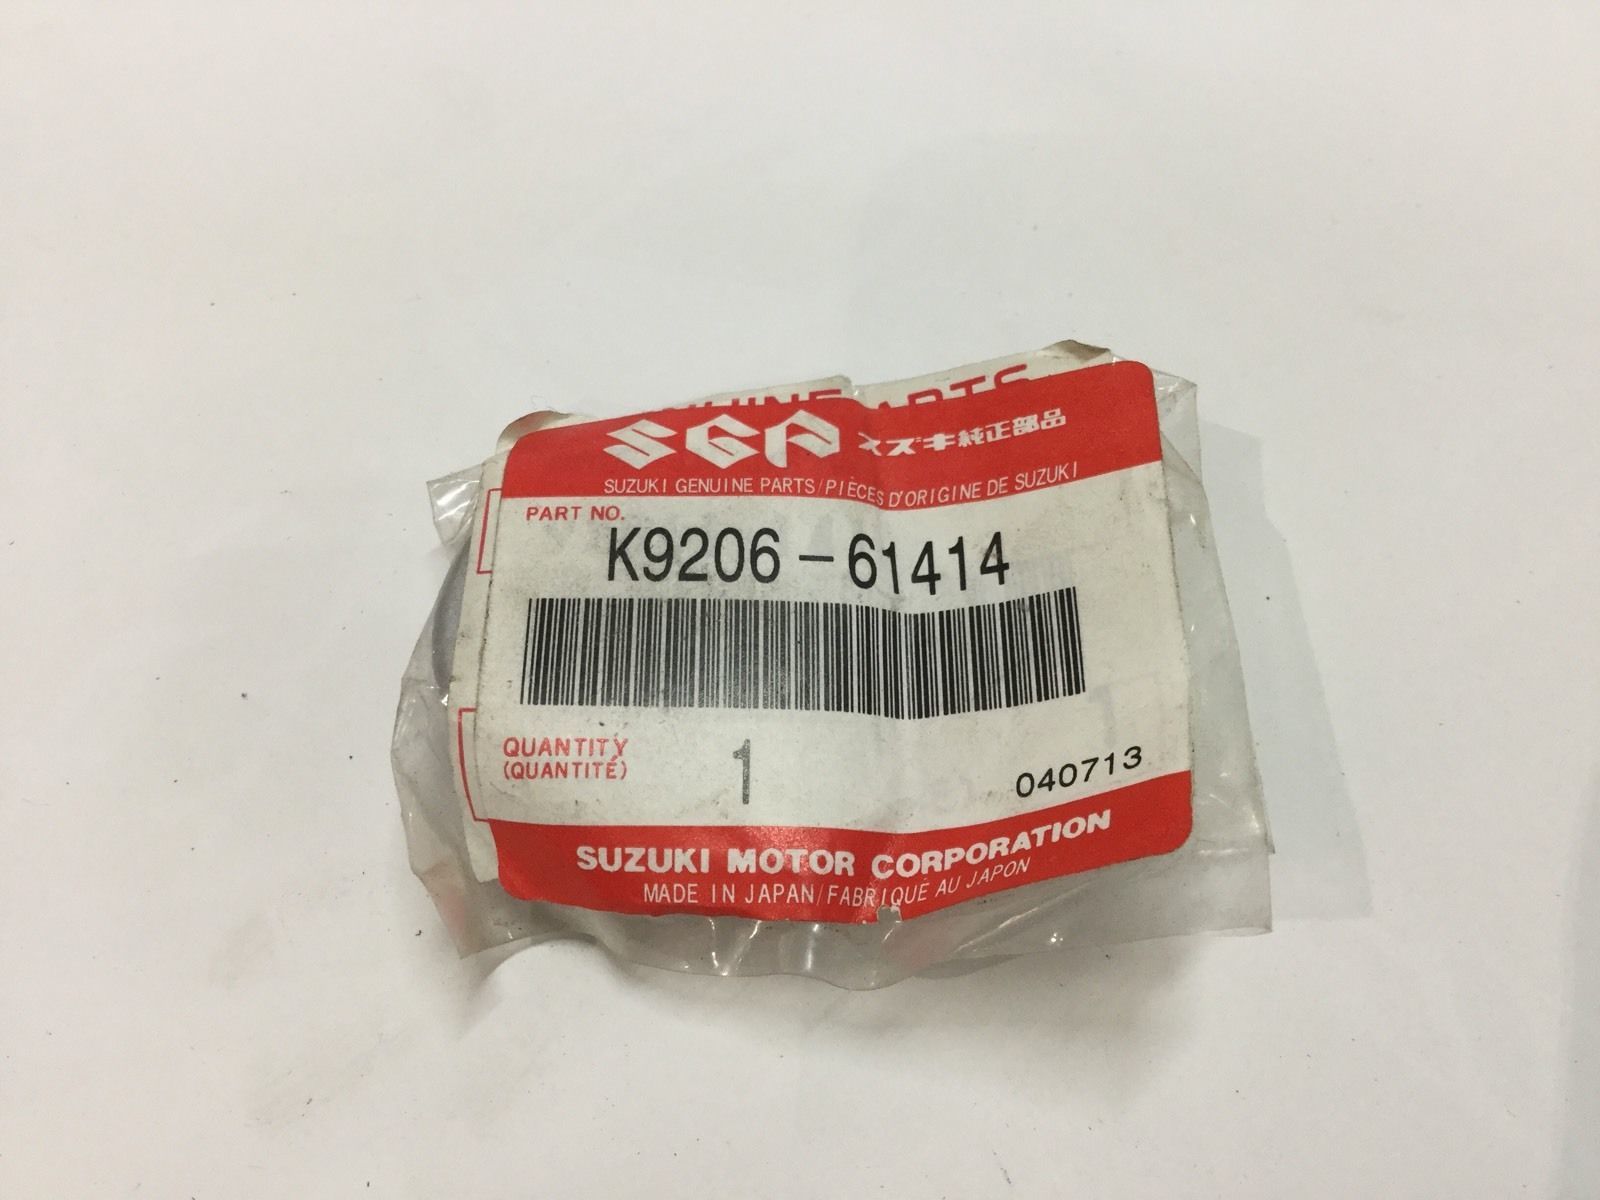 SGP スズキ純正部品
SUZUKI GENUINE PARTS/PIÈCES D'ORIGINE DE SUZUKI
PART NO.
K9206-61414
QUANTITY 1
(QUANTITÉ)
040713
SUZUKI MOTOR CORPORATION
MADE IN JAPAN/FABRIQUÉ AU JAPON